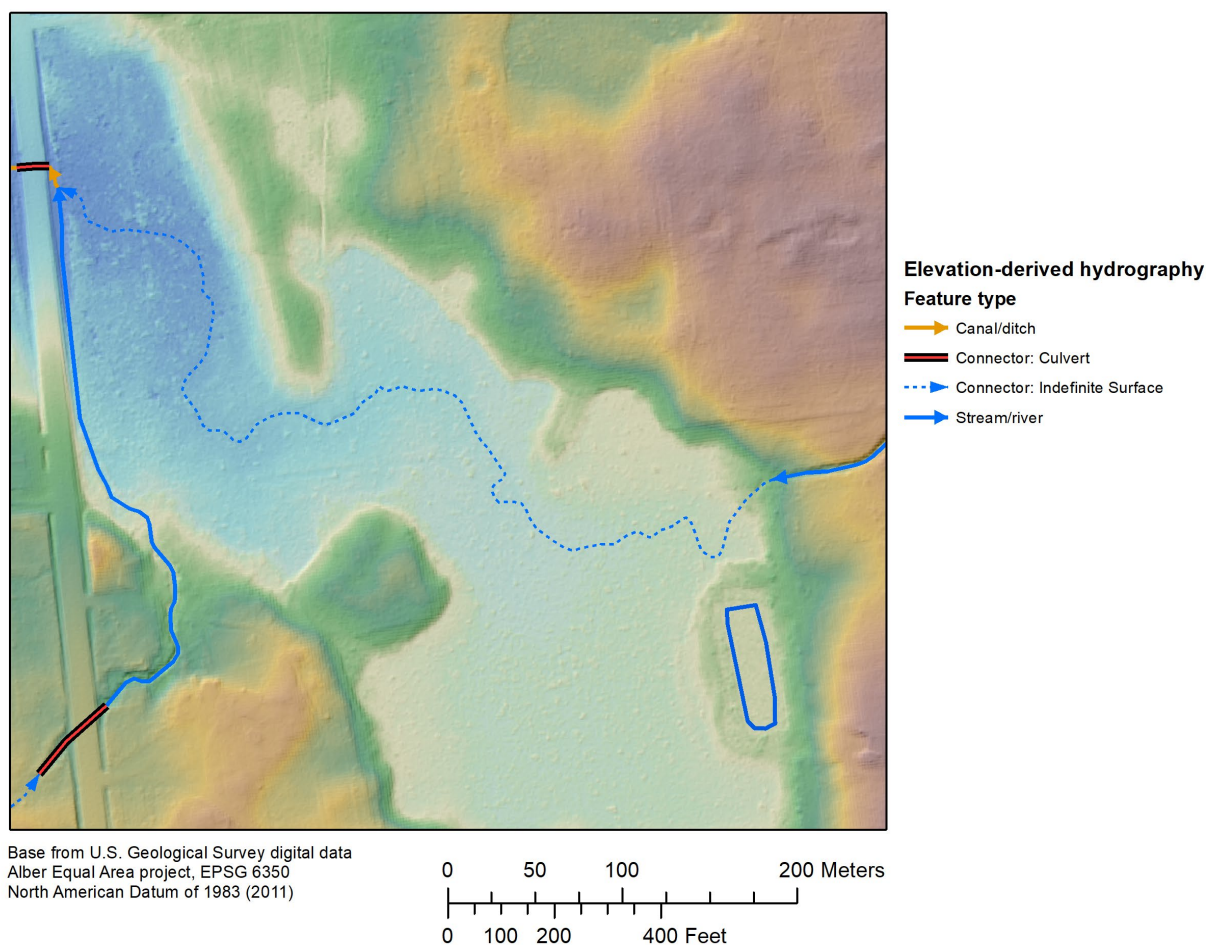 Elevation-derived hydrography
Feature type
Canal/ditch
Connector: Culvert
Connector: Indefinite Surface
Stream/river
Base from U.S. Geological Survey digital data
Alber Equal Area project, EPSG 6350
North American Datum of 1983 (2011)
0 50 100 200 Meters
0 100 200 400 Feet